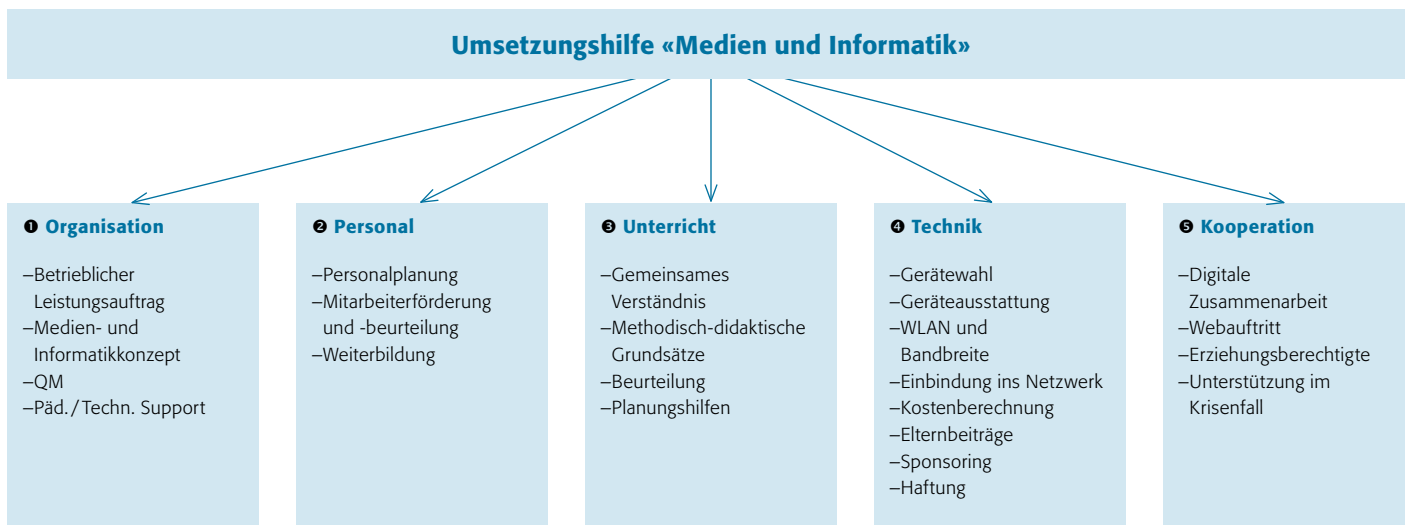 Umsetzungshilfe «Medien und Informatik»
❶ Organisation
–Betrieblicher
Leistungsauftrag
–Medien- und
Informatikkonzept
–QM
–Päd./Techn. Support
❷ Personal
–Personalplanung
–Mitarbeiterförderung
und -beurteilung
–Weiterbildung
❸ Unterricht
–Gemeinsames
Verständnis
–Methodisch-didaktische
Grundsätze
–Beurteilung
–Planungshilfen
❹ Technik
–Gerätewahl
–Geräteausstattung
–WLAN und
Bandbreite
–Einbindung ins Netzwerk
–Kostenberechnung
–Elternbeiträge
–Sponsoring
–Haftung
❺ Kooperation
–Digitale
Zusammenarbeit
–Webauftritt
–Erziehungsberechtigte
–Unterstützung im
Krisenfall